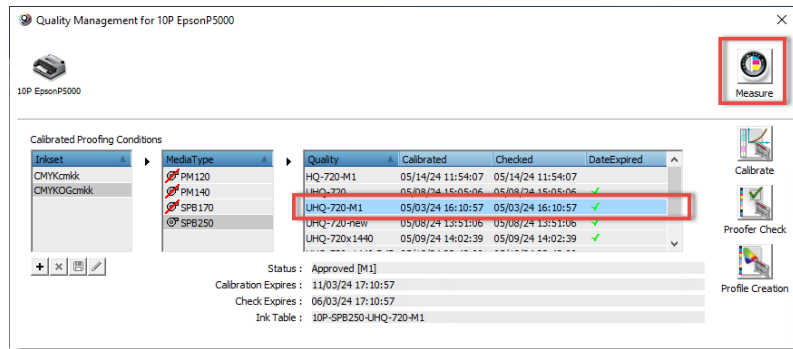 Quality Management for 10P EpsonP5000
10P EpsonP5000
Measure
Calibrated Proofing Conditions
Inkset MediaType Quality Calibrated Checked DateExpired
CMYKcmkk PM120 HQ-720-M1 05/14/24 11:54:07 05/14/24 11:54:07
CMYKOGcmkk PM140 UHQ-720 05/08/24 15:05:06 05/08/24 15:05:06
SPB170 UHQ-720-M1 05/03/24 16:10:57 05/03/24 16:10:57
SPB250 UHQ-720-new 05/08/24 13:51:06 05/08/24 13:51:06
UHQ-720x1440 05/09/24 14:02:39 05/09/24 14:02:39
Calibrate
Proofer Check
Profile Creation
Status : Approved [M1]
Calibration Expires : 11/03/24 17:10:57
Check Expires : 06/03/24 17:10:57
Ink Table : 10P-SPB250-UHQ-720-M1